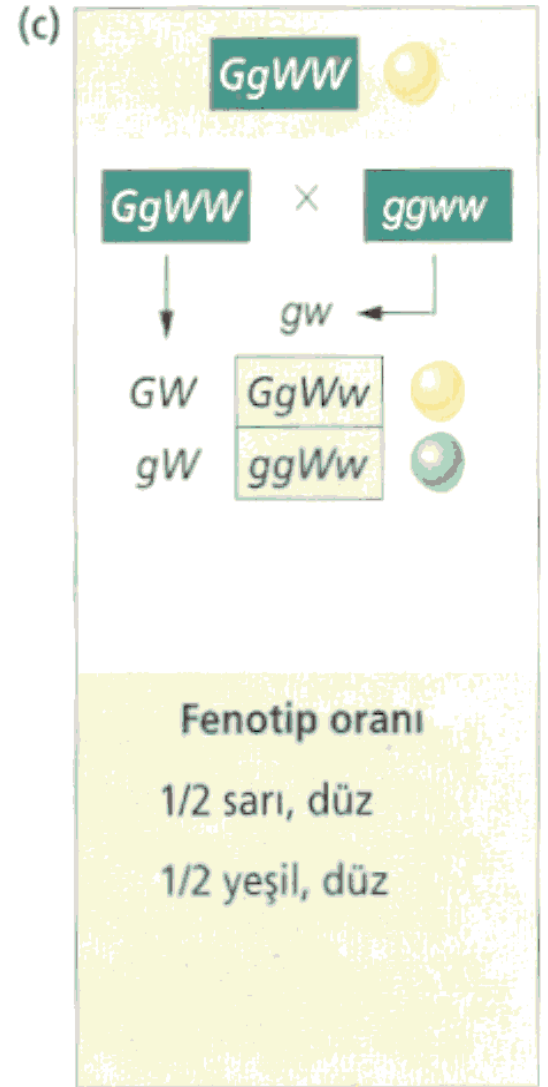 (c)
GgWW
GgWW × ggww
gw
GW GgWw
gW ggWw
Fenotip oranı
1/2 sarı, düz
1/2 yeşil, düz